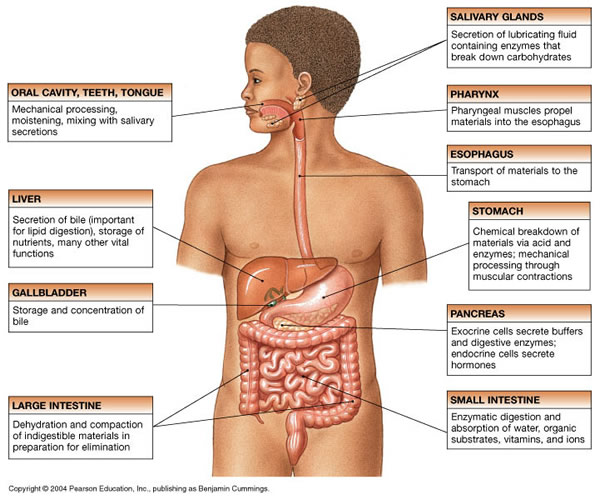 SALIVARY GLANDS
Secretion of lubricating fluid
containing enzymes that
break down carbohydrates
ORAL CAVITY, TEETH, TONGUE
Mechanical processing,
moistening, mixing with salivary
secretions
PHARYNX
Pharyngeal muscles propel
materials into the esophagus
ESOPHAGUS
Transport of materials to the
stomach
LIVER
Secretion of bile (important
for lipid digestion), storage of
nutrients, many other vital
functions
STOMACH
Chemical breakdown of
materials via acid and
enzymes; mechanical
processing through
muscular contractions
GALLBLADDER
Storage and concentration of
bile
PANCREAS
Exocrine cells secrete buffers
and digestive enzymes;
endocrine cells secrete
hormones
LARGE INTESTINE
Dehydration and compaction
of indigestible materials in
preparation for elimination
SMALL INTESTINE
Enzymatic digestion and
absorption of water, organic
substrates, vitamins, and ions
Copyright © 2004 Pearson Education, Inc., publishing as Benjamin Cummings.